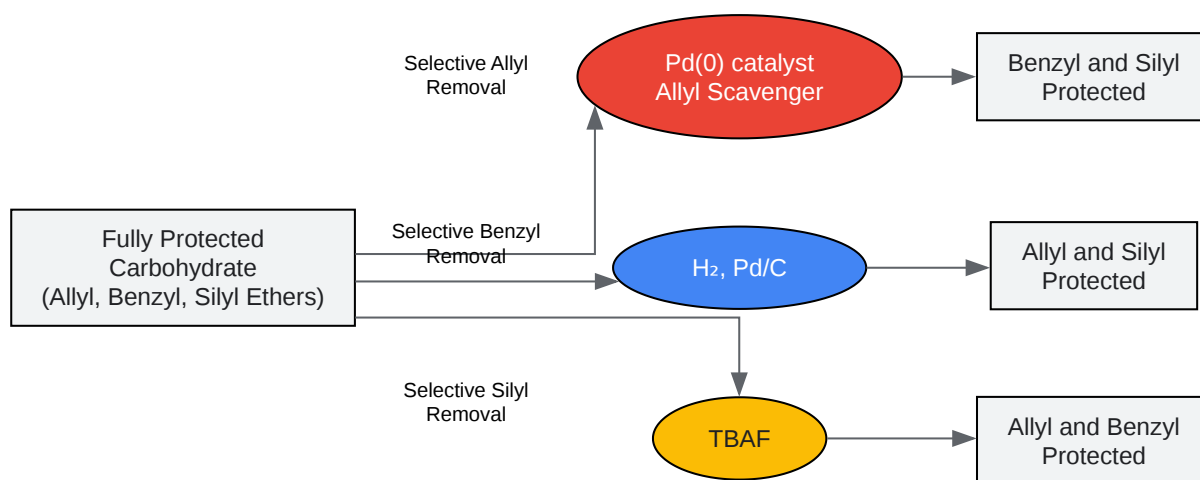 Selective Allyl
Removal
Pd(0) catalyst
Allyl Scavenger
Benzyl and Silyl
Protected
Fully Protected
Carbohydrate
(Allyl, Benzyl, Silyl Ethers)
Selective Benzyl
Removal
H₂, Pd/C
Allyl and Silyl
Protected
Selective Silyl
Removal
TBAF
Allyl and Benzyl
Protected